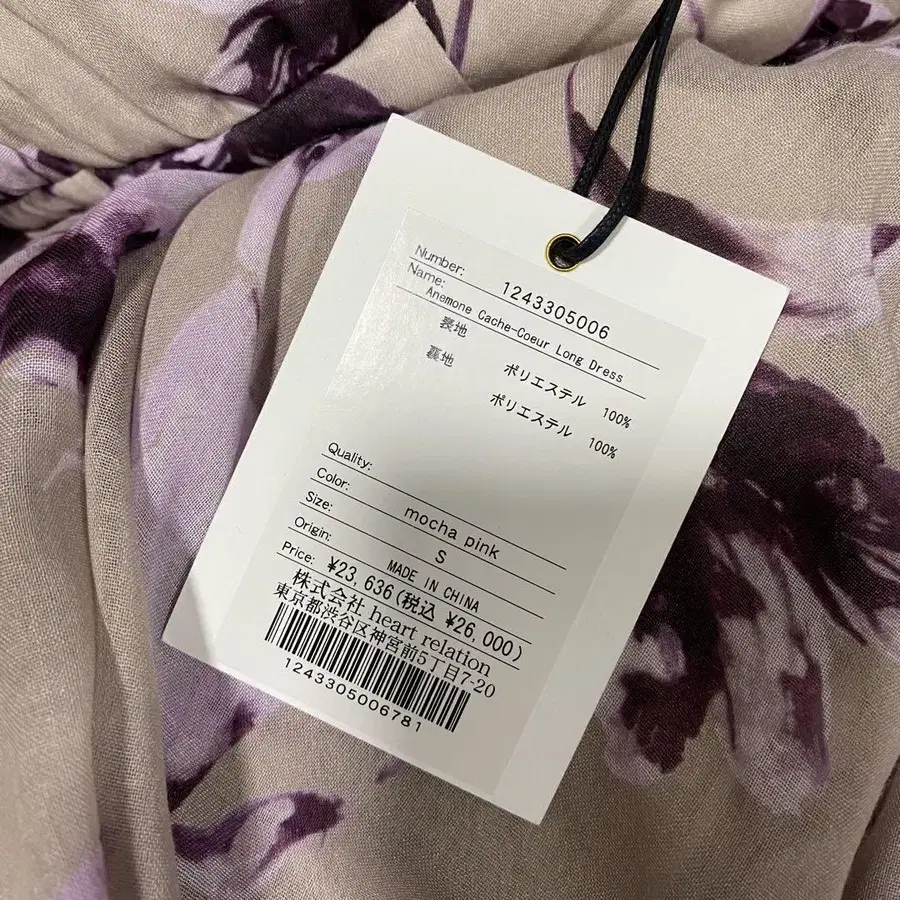 Number: 1243305006
Name:
Anemone Cache-Coeur Long Dress
表地 ポリエステル 100%
裏地 ポリエステル 100%
Quality:
Color: mocha pink
Size: S
Origin: MADE IN CHINA
Price: ¥23,636(税込 ¥26,000)
株式会社 heart relation
東京都渋谷区神宮前5丁目7-20
1243305006781